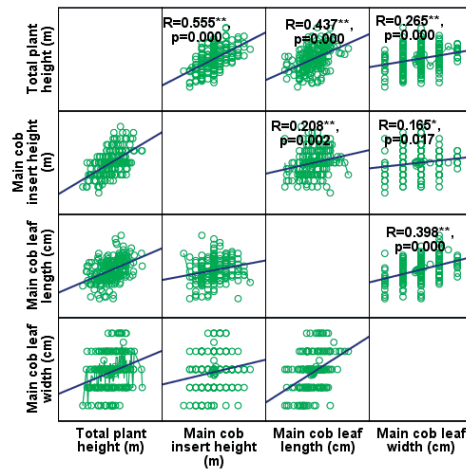 Total plant
height (m)
R=0.555**,
p=0.000
R=0.437**,
p=0.000
R=0.265**,
p=0.000
Main cob
insert height
(m)
R=0.208**,
p=0.002
R=0.165*,
p=0.017
Main cob leaf
length (cm)
R=0.398**,
p=0.000
Main cob leaf
width (cm)
Total plant
height (m)
Main cob
insert height
(m)
Main cob leaf
length (cm)
Main cob leaf
width (m)